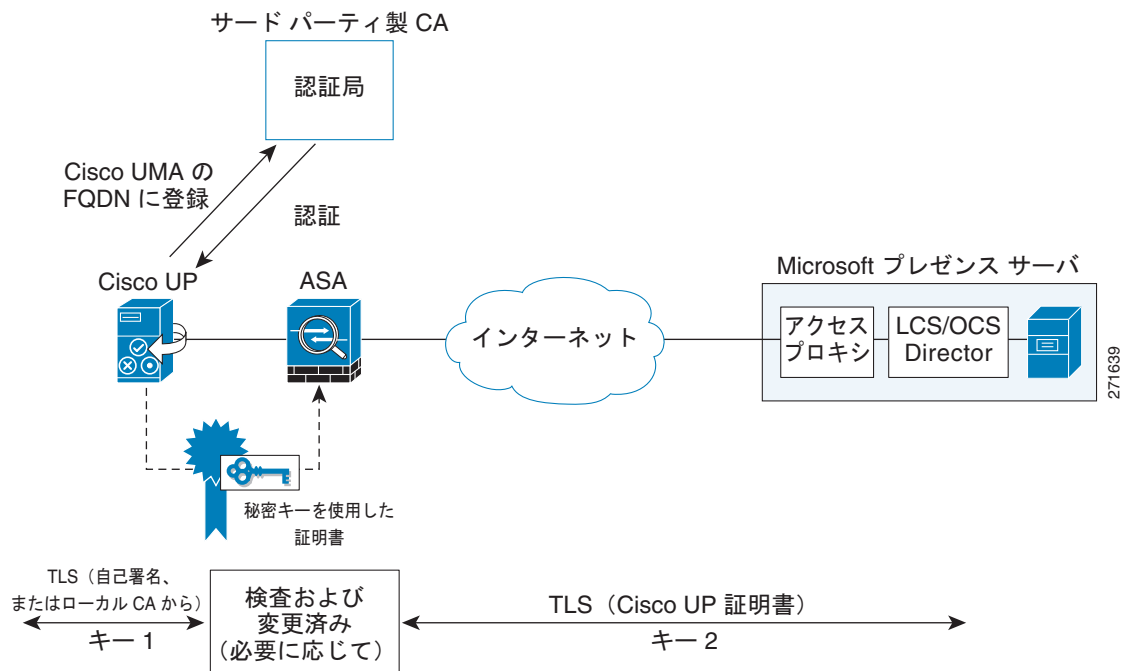 サード パーティ製 CA
認証局
Cisco UMA の
FQDN に登録
認証
Cisco UP
ASA
インターネット
Microsoft プレゼンス サーバ
アクセス
プロキシ
LCS/OCS
Director
271639
秘密キーを使用した
証明書
TLS（自己署名、
またはローカル CA から）
キー 1
検査および
変更済み
（必要に応じて）
TLS（Cisco UP 証明書）
キー 2